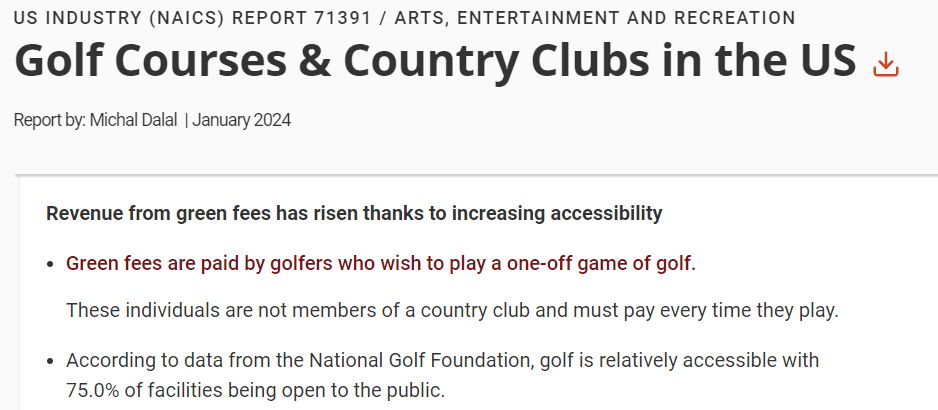 US INDUSTRY (NAICS) REPORT 71391 / ARTS, ENTERTAINMENT AND RECREATION
Golf Courses & Country Clubs in the US
Report by: Michal Dalal | January 2024
Revenue from green fees has risen thanks to increasing accessibility
• Green fees are paid by golfers who wish to play a one-off game of golf.
These individuals are not members of a country club and must pay every time they play.
• According to data from the National Golf Foundation, golf is relatively accessible with
75.0% of facilities being open to the public.